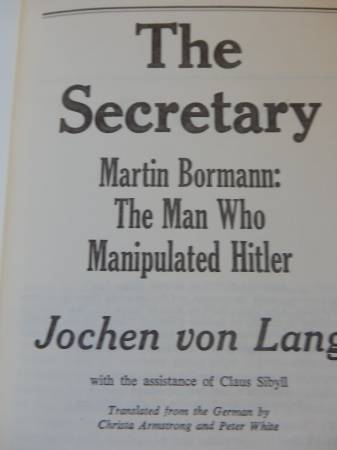 The
Secretary
Martin Bormann:
The Man Who
Manipulated Hitler
Jochen von Lang
with the assistance of Claus Sibyll
Translated from the German by
Christa Armstrong and Peter White